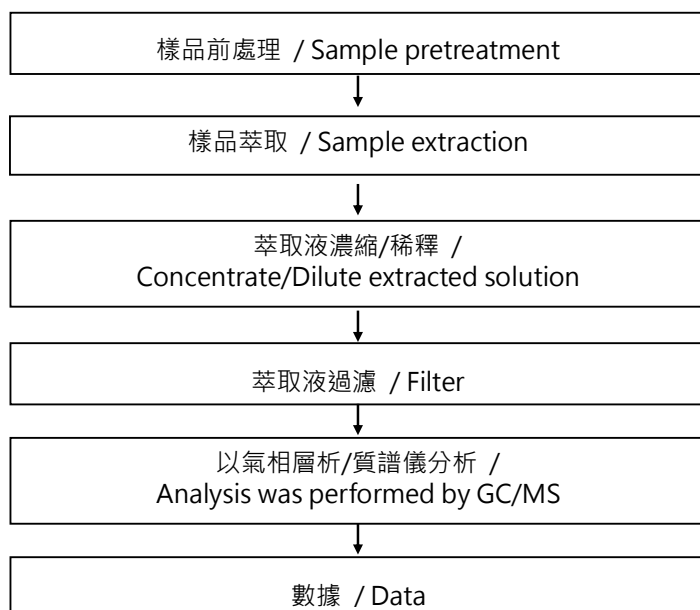 樣品前處理 / Sample pretreatment
樣品萃取 / Sample extraction
萃取液濃縮/稀釋 /
Concentrate/Dilute extracted solution
萃取液過濾 / Filter
以氣相層析/質譜儀分析 /
Analysis was performed by GC/MS
數據 / Data